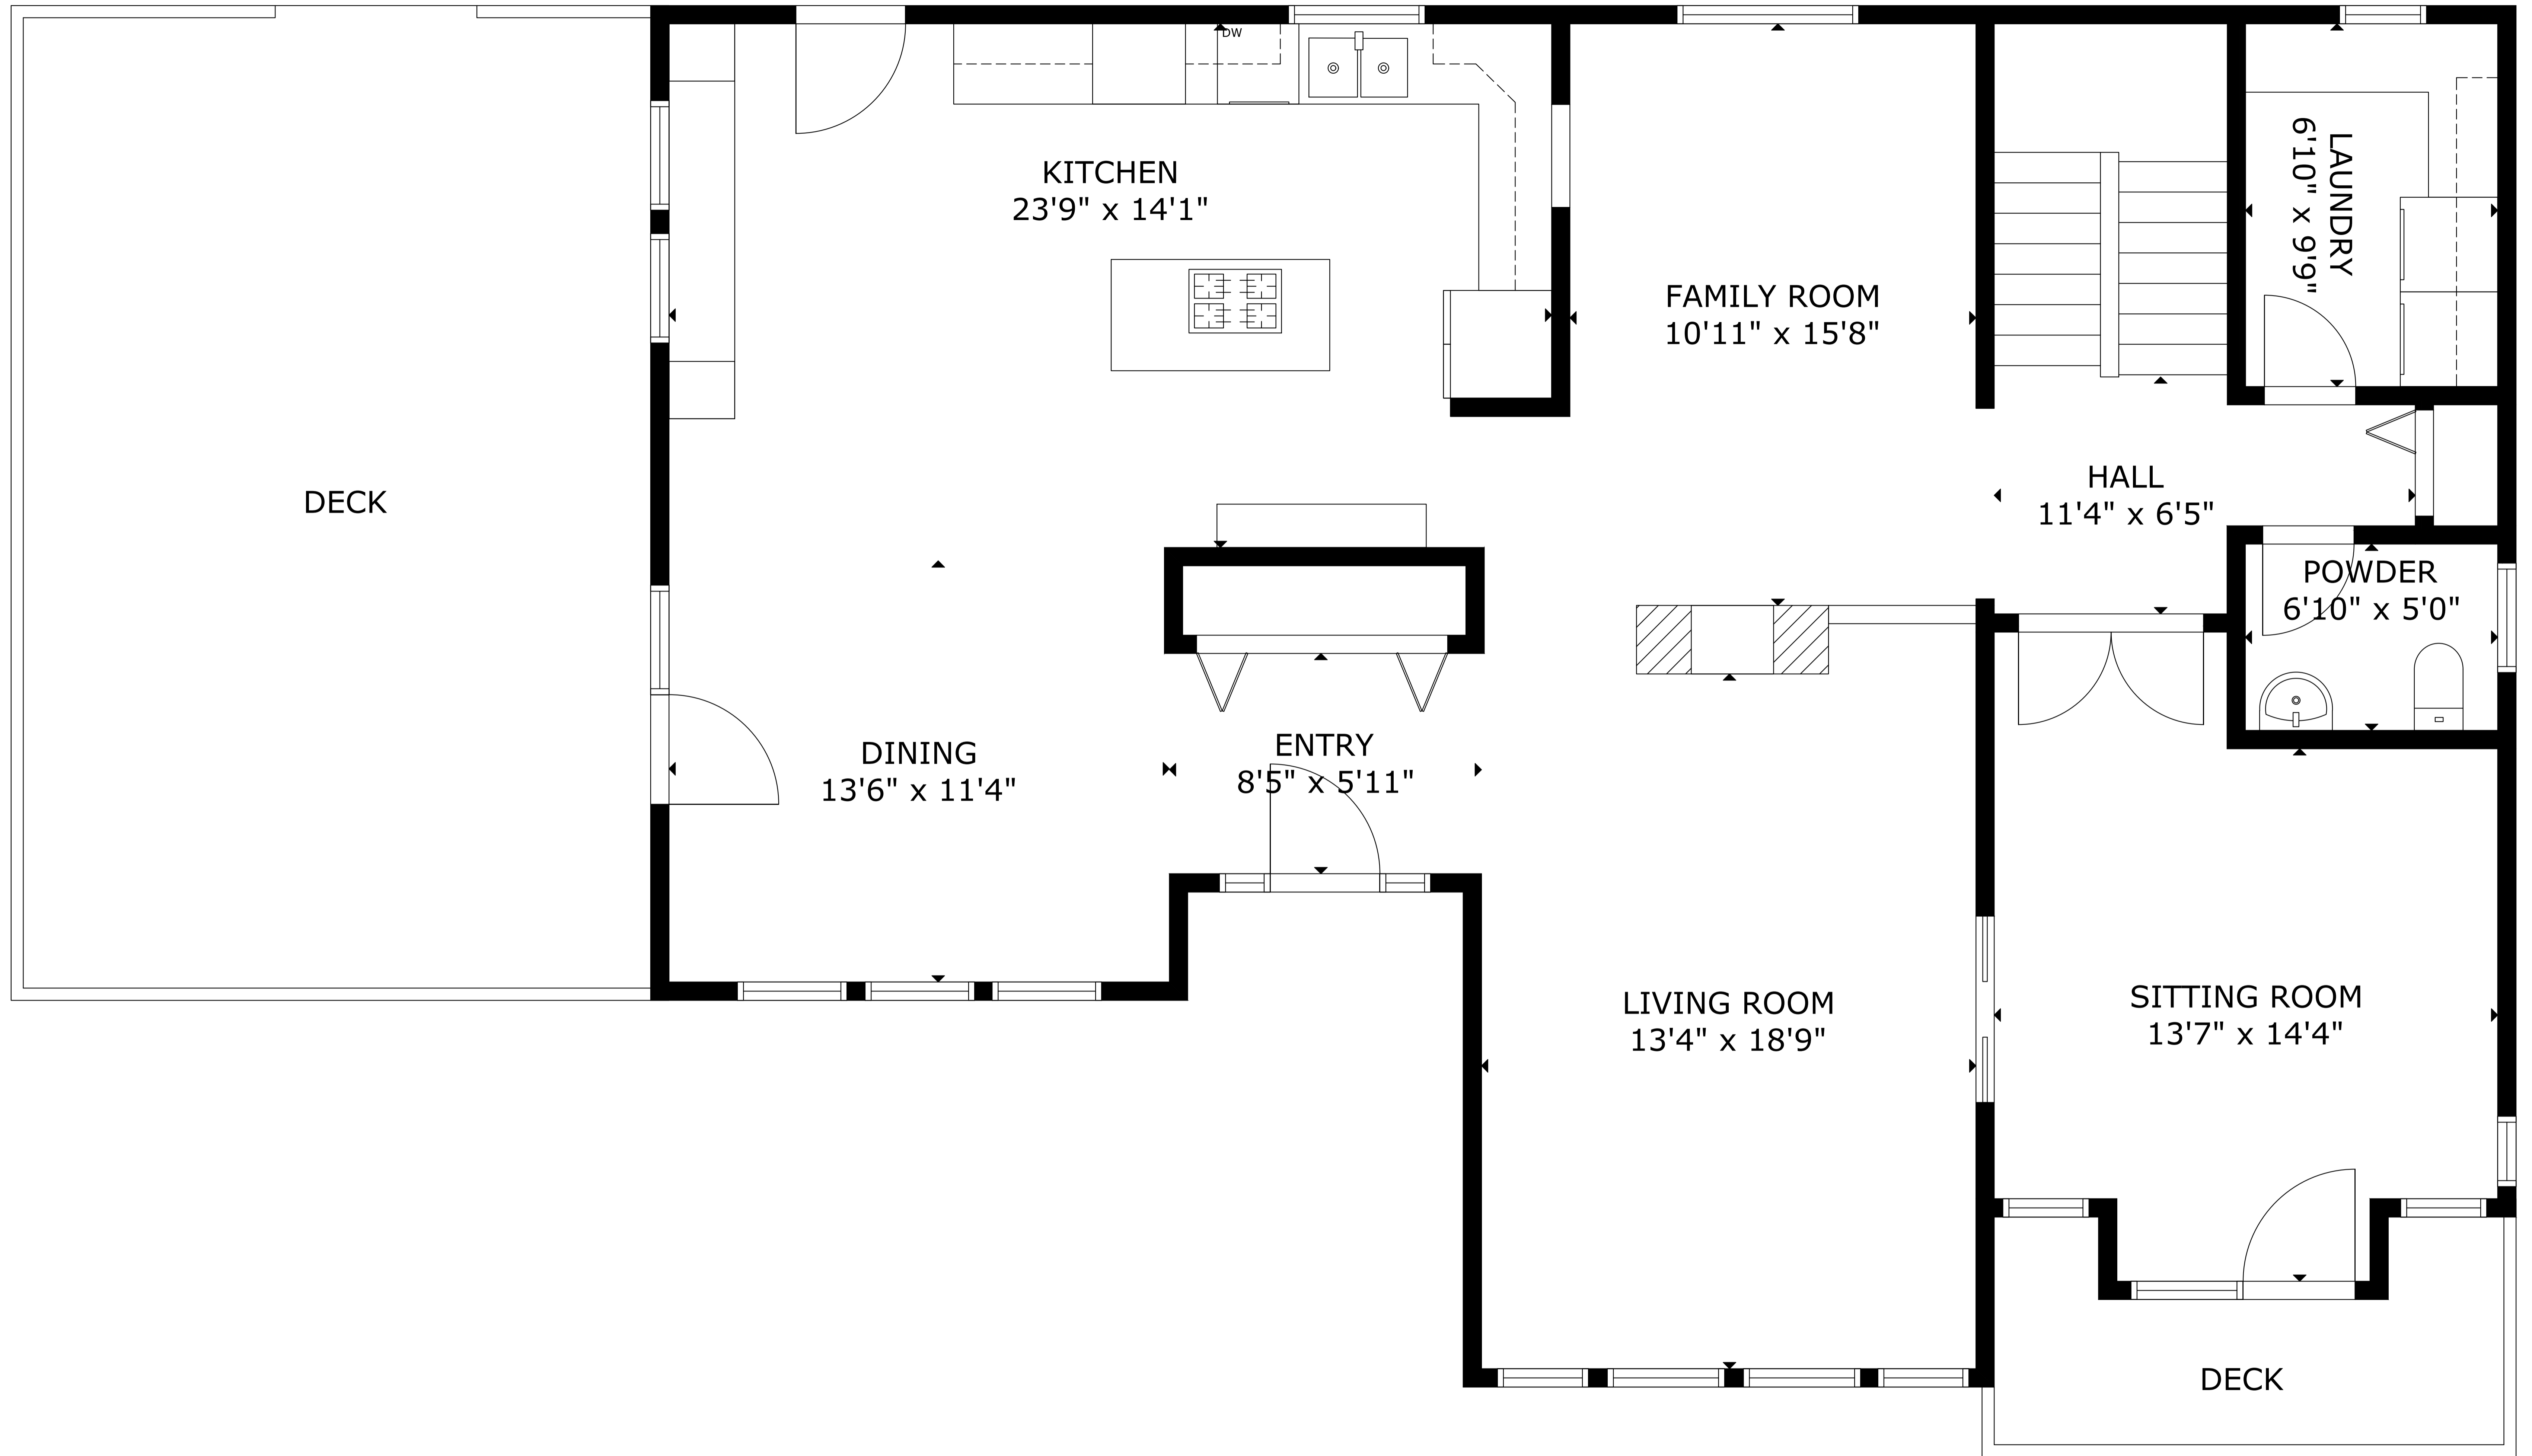 DW
KITCHEN
23'9" x 14'1"
FAMILY ROOM
10'11" x 15'8"
LAUNDRY
6'10" x 9'9"
DECK
HALL
11'4" x 6'5"
POWDER
6'10" x 5'0"
DINING
13'6" x 11'4"
ENTRY
8'5" x 5'11"
LIVING ROOM
13'4" x 18'9"
SITTING ROOM
13'7" x 14'4"
DECK